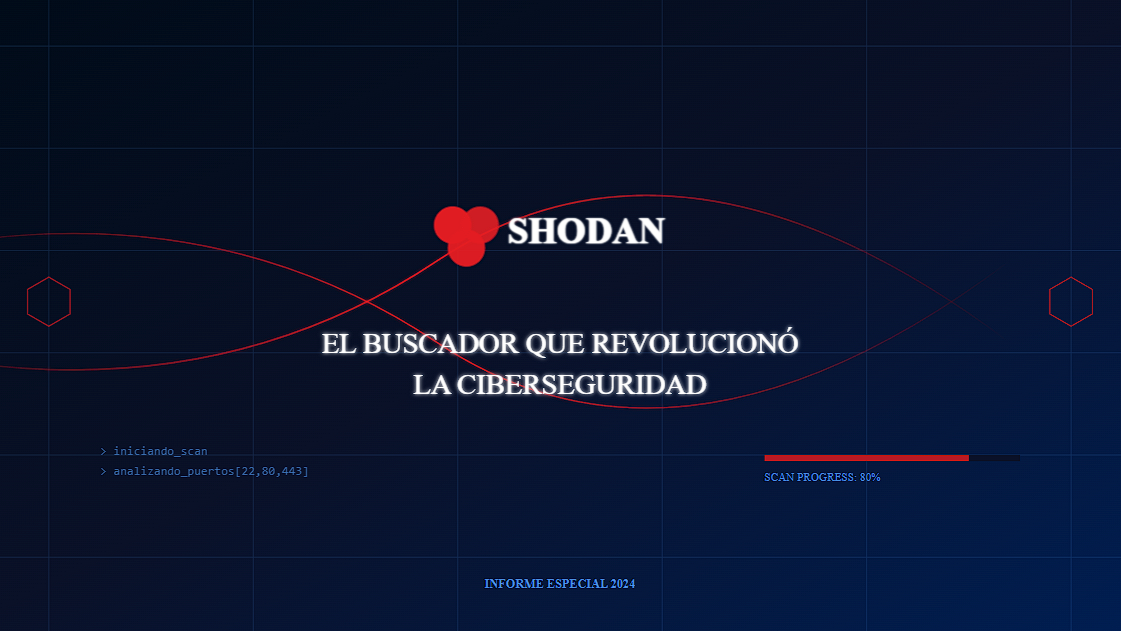 SHODAN
EL BUSCADOR QUE REVOLUCIONÓ
LA CIBERSEGURIDAD
> iniciando_scan
> analizando_puertos[22,80,443]
SCAN PROGRESS: 80%
INFORME ESPECIAL 2024